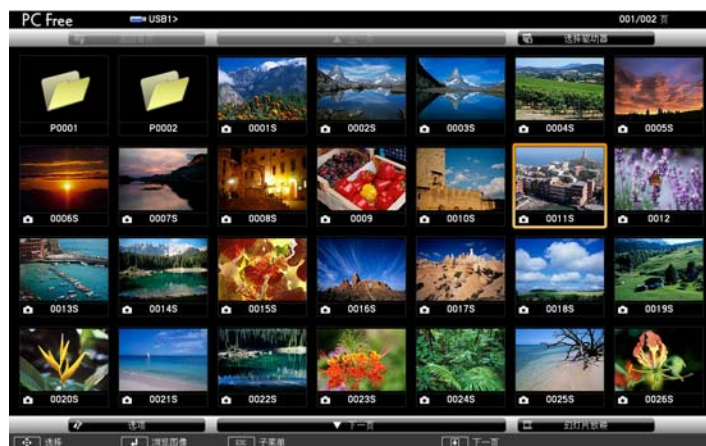 PC Free USB1> 001/002 页
上一页 选择驱动器
P0001 P0002 0001S 0002S 0003S 0004S 0005S
0006S 0007S 0008S 0009 0010S 0011S 0012
0013S 0014S 0015S 0016S 0017S 0018S 0019S
0020S 0021S 0022S 0023S 0024S 0025S 0026S
选项 下一页 幻灯片放映
选择 浏览图像 Esc 子菜单 下一页